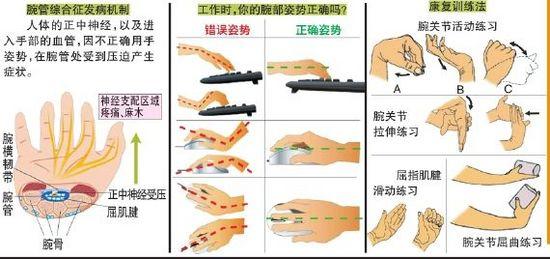 腕管综合征发病机制
人体的正中神经,以及进
入手部的血管,因不正确用手
姿势,在腕管处受到压迫产生
症状。
神经支配区域
疼痛、麻木
腕横韧带
腕管
正中神经受压
屈肌腱
腕骨
工作时,你的腕部姿势正确吗?
错误姿势
正确姿势
康复训练法
腕关节活动练习
A
B
C
腕关节
拉伸练习
屈指肌腱
滑动练习
腕关节屈曲练习